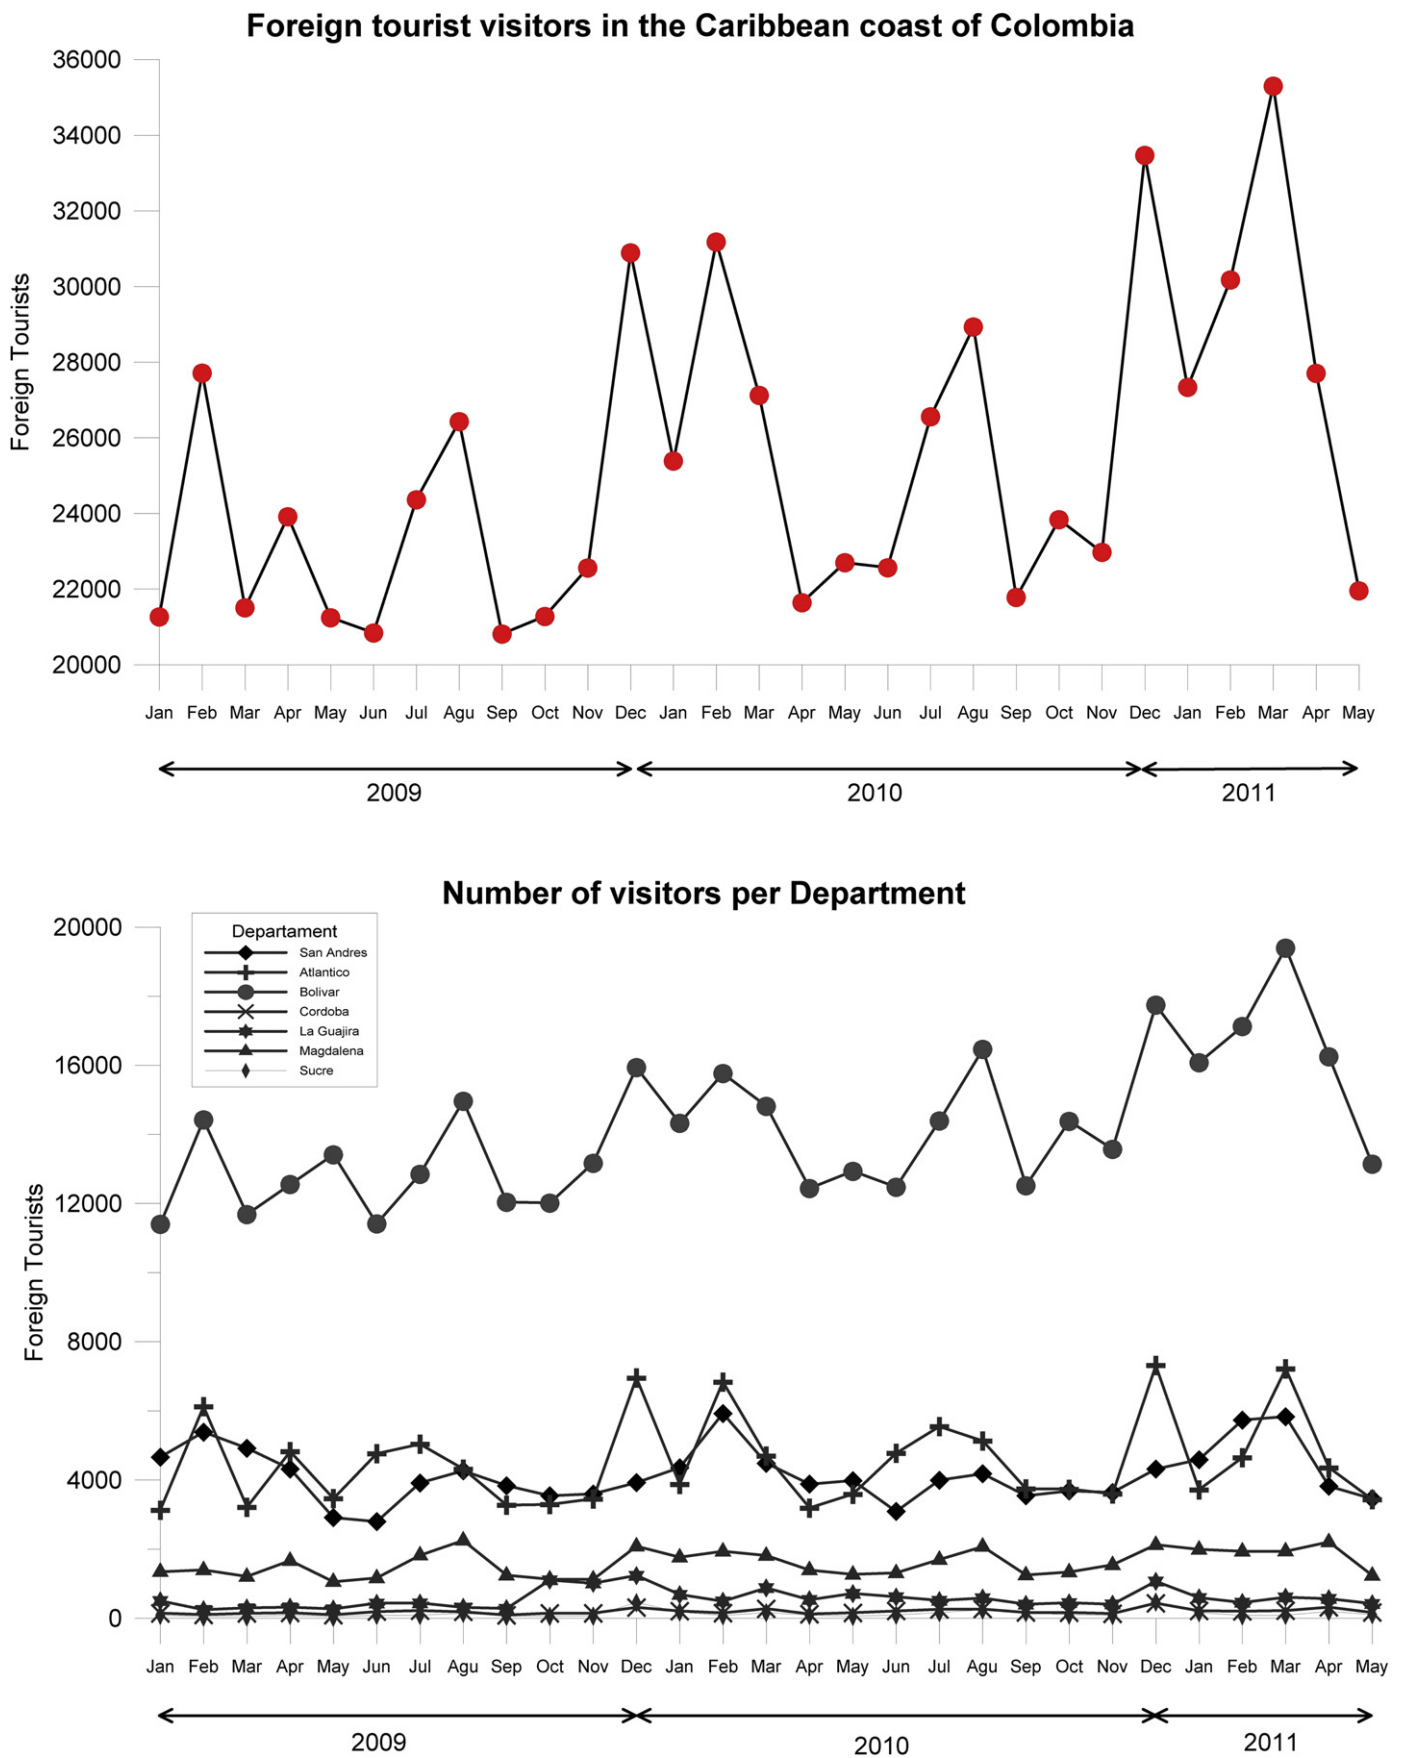 Foreign tourist visitors in the Caribbean coast of Colombia
36000
34000
32000
30000
28000
26000
24000
22000
20000
Foreign Tourists
Jan Feb Mar Apr May Jun Jul Agu Sep Oct Nov Dec Jan Feb Mar Apr May Jun Jul Agu Sep Oct Nov Dec Jan Feb Mar Apr May
2009 2010 2011
Number of visitors per Department
20000
16000
12000
8000
4000
0
Foreign Tourists
Departament
San Andres
Atlantico
Bolivar
Cordoba
La Guajira
Magdalena
Sucre
Jan Feb Mar Apr May Jun Jul Agu Sep Oct Nov Dec Jan Feb Mar Apr May Jun Jul Agu Sep Oct Nov Dec Jan Feb Mar Apr May
2009 2010 2011